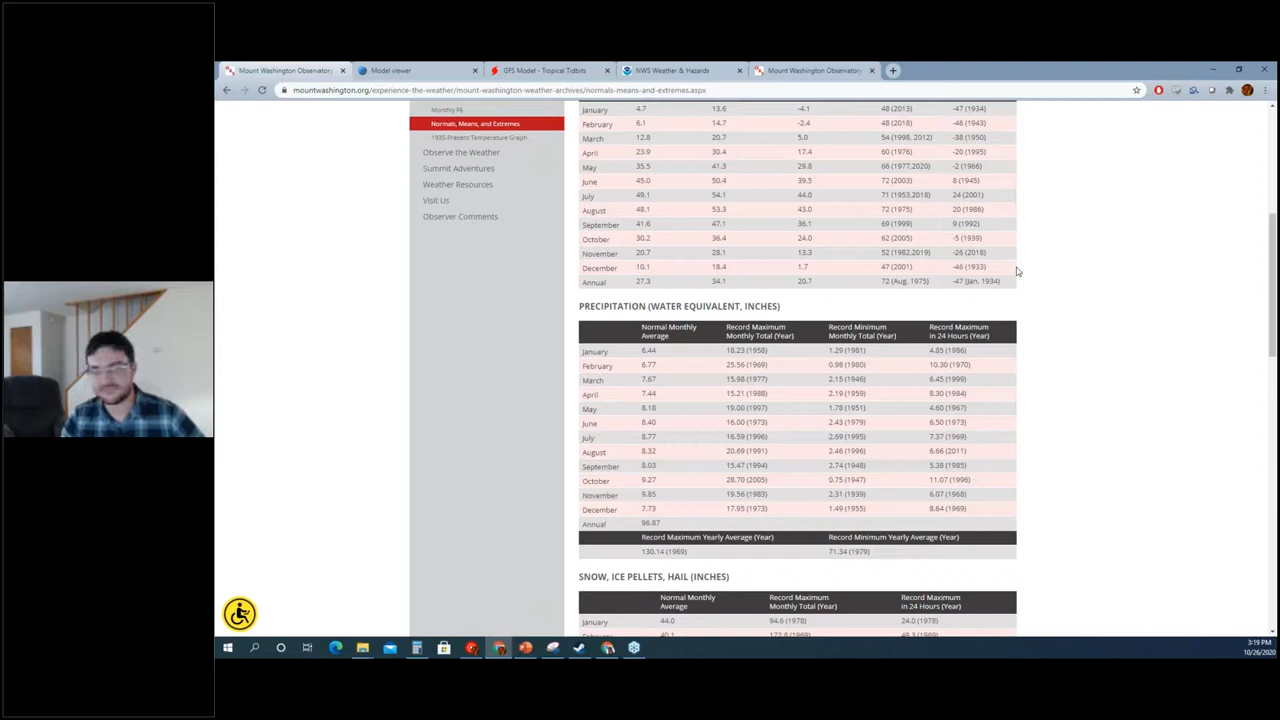 Mount Washington Observatory
Model viewer
GFS Model - Tropical Tidbits
NWS Weather & Hazards
Mount Washington Observatory
mountwashington.org/experience-the-weather/mount-washington-weather-archives/normals-means-and-extremes.aspx
Monthly F6
Normals, Means, and Extremes
1935-Present Temperature Graph
Observe the Weather
Summit Adventures
Weather Resources
Visit Us
Observer Comments
January 4.7 13.6 -4.1 48 (2013) -47 (1934)
February 6.1 14.7 -2.4 48 (2018) -46 (1943)
March 12.8 20.7 5.0 54 (1998, 2012) -38 (1950)
April 23.9 30.4 17.4 60 (1976) -20 (1995)
May 35.5 41.3 29.8 66 (1977,2020) -2 (1966)
June 45.0 50.4 39.5 72 (2003) 8 (1945)
July 49.1 54.1 44.0 71 (1953,2018) 24 (2001)
August 48.1 53.3 43.0 72 (1975) 20 (1986)
September 41.6 47.1 36.1 69 (1999) 9 (1992)
October 30.2 36.4 24.0 62 (2005) -5 (1939)
November 20.7 28.1 13.3 52 (1982,2019) -26 (2018)
December 10.1 18.4 1.7 47 (2001) -46 (1933)
Annual 27.3 34.1 20.7 72 (Aug. 1975) -47 (Jan. 1934)
PRECIPITATION (WATER EQUIVALENT, INCHES)
Normal Monthly Record Maximum Record Minimum Record Maximum
Average Monthly Total (Year) Total (Year) in 24 Hours (Year)
January 6.44 18.23 (1958) 1.29 (1981) 4.85 (1986)
February 6.77 25.56 (1969) 0.98 (1980) 10.30 (1970)
March 7.67 15.98 (1977) 2.15 (1946) 6.45 (1999)
April 7.44 15.21 (1988) 2.19 (1959) 8.30 (1984)
May 8.18 19.00 (1997) 1.78 (1951) 4.60 (1967)
June 8.40 16.00 (1973) 2.43 (1979) 6.50 (1973)
July 8.77 16.59 (1996) 2.69 (1995) 7.37 (1969)
August 8.32 20.69 (1991) 2.46 (1996) 6.66 (2011)
September 8.03 15.47 (1994) 2.74 (1948) 5.38 (1985)
October 9.27 28.70 (2005) 0.75 (1947) 11.07 (1996)
November 9.85 19.56 (1983) 2.31 (1939) 6.07 (1968)
December 7.73 17.95 (1973) 1.49 (1955) 8.64 (1969)
Annual 96.87
Record Maximum Yearly Average (Year) Record Minimum Yearly Average (Year)
130.14 (1969) 71.34 (1979)
SNOW, ICE PELLETS, HAIL (INCHES)
Normal Monthly Record Maximum Record Maximum
Average Monthly Total (Year) in 24 Hours (Year)
January 44.0 94.6 (1978) 24.0 (1978)
February 40.1 172.8 (1969) 49.3 (1969)
3:19 PM
10/26/2020